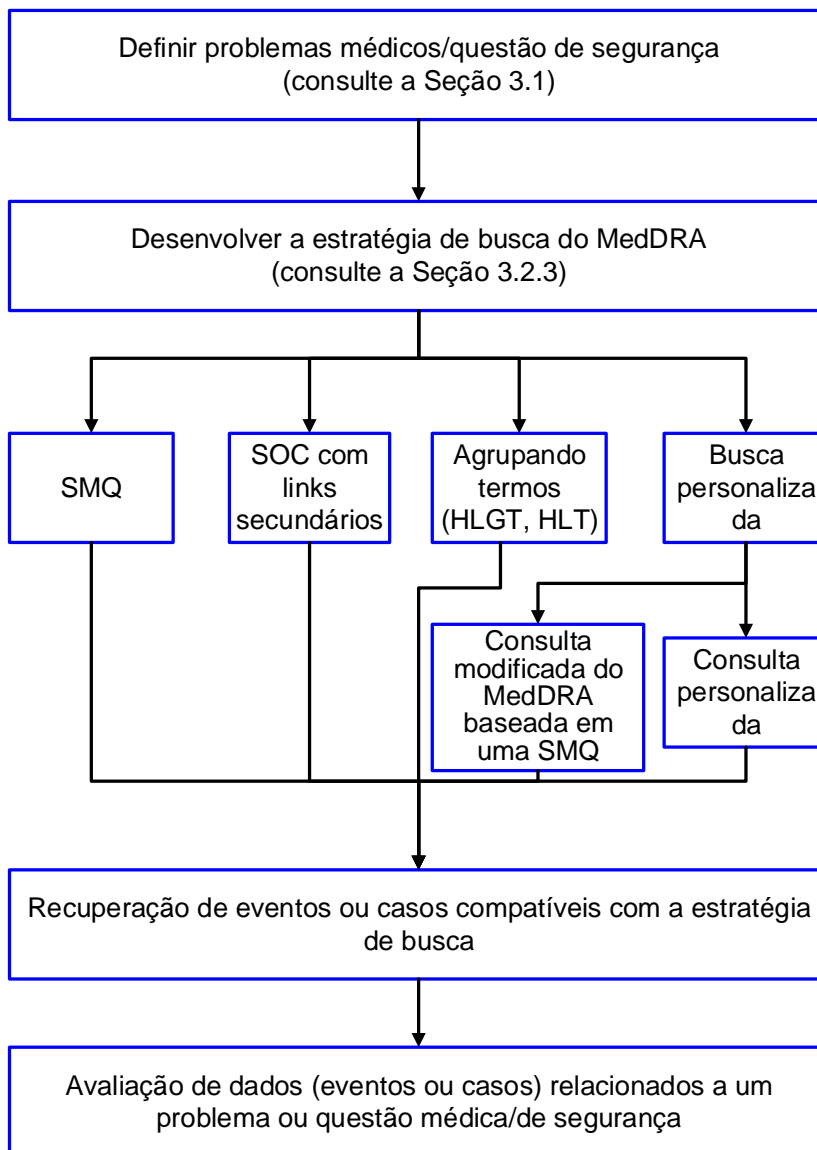 Definir problemas médicos/questão de segurança
(consulte a Seção 3.1)
Desenvolver a estratégia de busca do MedDRA
(consulte a Seção 3.2.3)
SMQ
SOC com
links
secundários
Agrupando
termos
(HLGT, HLT)
Busca
personaliza
da
Consulta
modificada do
MedDRA
baseada em
uma SMQ
Consulta
personaliza
da
Recuperação de eventos ou casos compatíveis com a estratégia
de busca
Avaliação de dados (eventos ou casos) relacionados a um
problema ou questão médica/de segurança